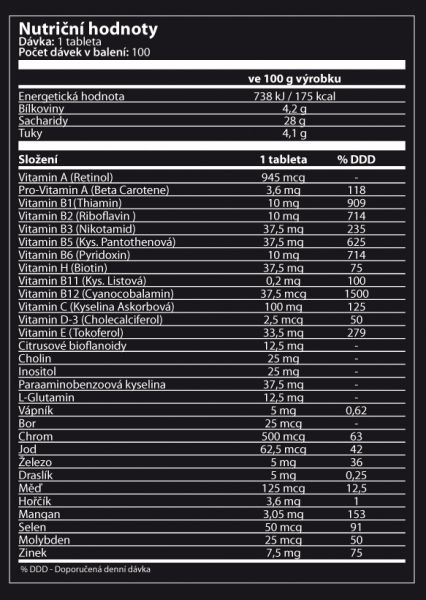 Nutriční hodnoty
Dávka: 1 tableta
Počet dávek v balení: 100
ve 100 g výrobku
Energetická hodnota 738 kJ / 175 kcal
Bílkoviny 4,2 g
Sacharidy 28 g
Tuky 4,1 g
Složení 1 tableta % DDD
Vitamin A (Retinol) 945 mcg -
Pro-Vitamin A (Beta Carotene) 3,6 mg 118
Vitamin B1(Thiamin) 10 mg 909
Vitamin B2 (Riboflavin ) 10 mg 714
Vitamin B3 (Nikotamid) 37,5 mg 235
Vitamin B5 (Kys. Pantothenová) 37,5 mg 625
Vitamin B6 (Pyridoxin) 10 mg 714
Vitamin H (Biotin) 37,5 mg 75
Vitamin B11 (Kys. Listová) 0,2 mg 100
Vitamin B12 (Cyanocobalamin) 37,5 mcg 1500
Vitamin C (Kyselina Askorbová) 100 mg 125
Vitamin D-3 (Cholecalciferol) 2,5 mcg 50
Vitamin E (Tokoferol) 33,5 mg 279
Citrusové bioflanoidy 12,5 mg -
Cholin 25 mg -
Inositol 25 mg -
Paraaminobenzoová kyselina 37,5 mg -
L-Glutamin 12,5 mg -
Vápník 5 mg 0,62
Bor 25 mcg -
Chrom 500 mcg 63
Jod 62,5 mcg 42
Železo 5 mg 36
Draslík 5 mg 0,25
Měď 125 mcg 12,5
Hořčík 3,6 mg 1
Mangan 3,05 mg 153
Selen 50 mcg 91
Molybden 25 mcg 50
Zinek 7,5 mg 75
% DDD - Doporučená denní dávka